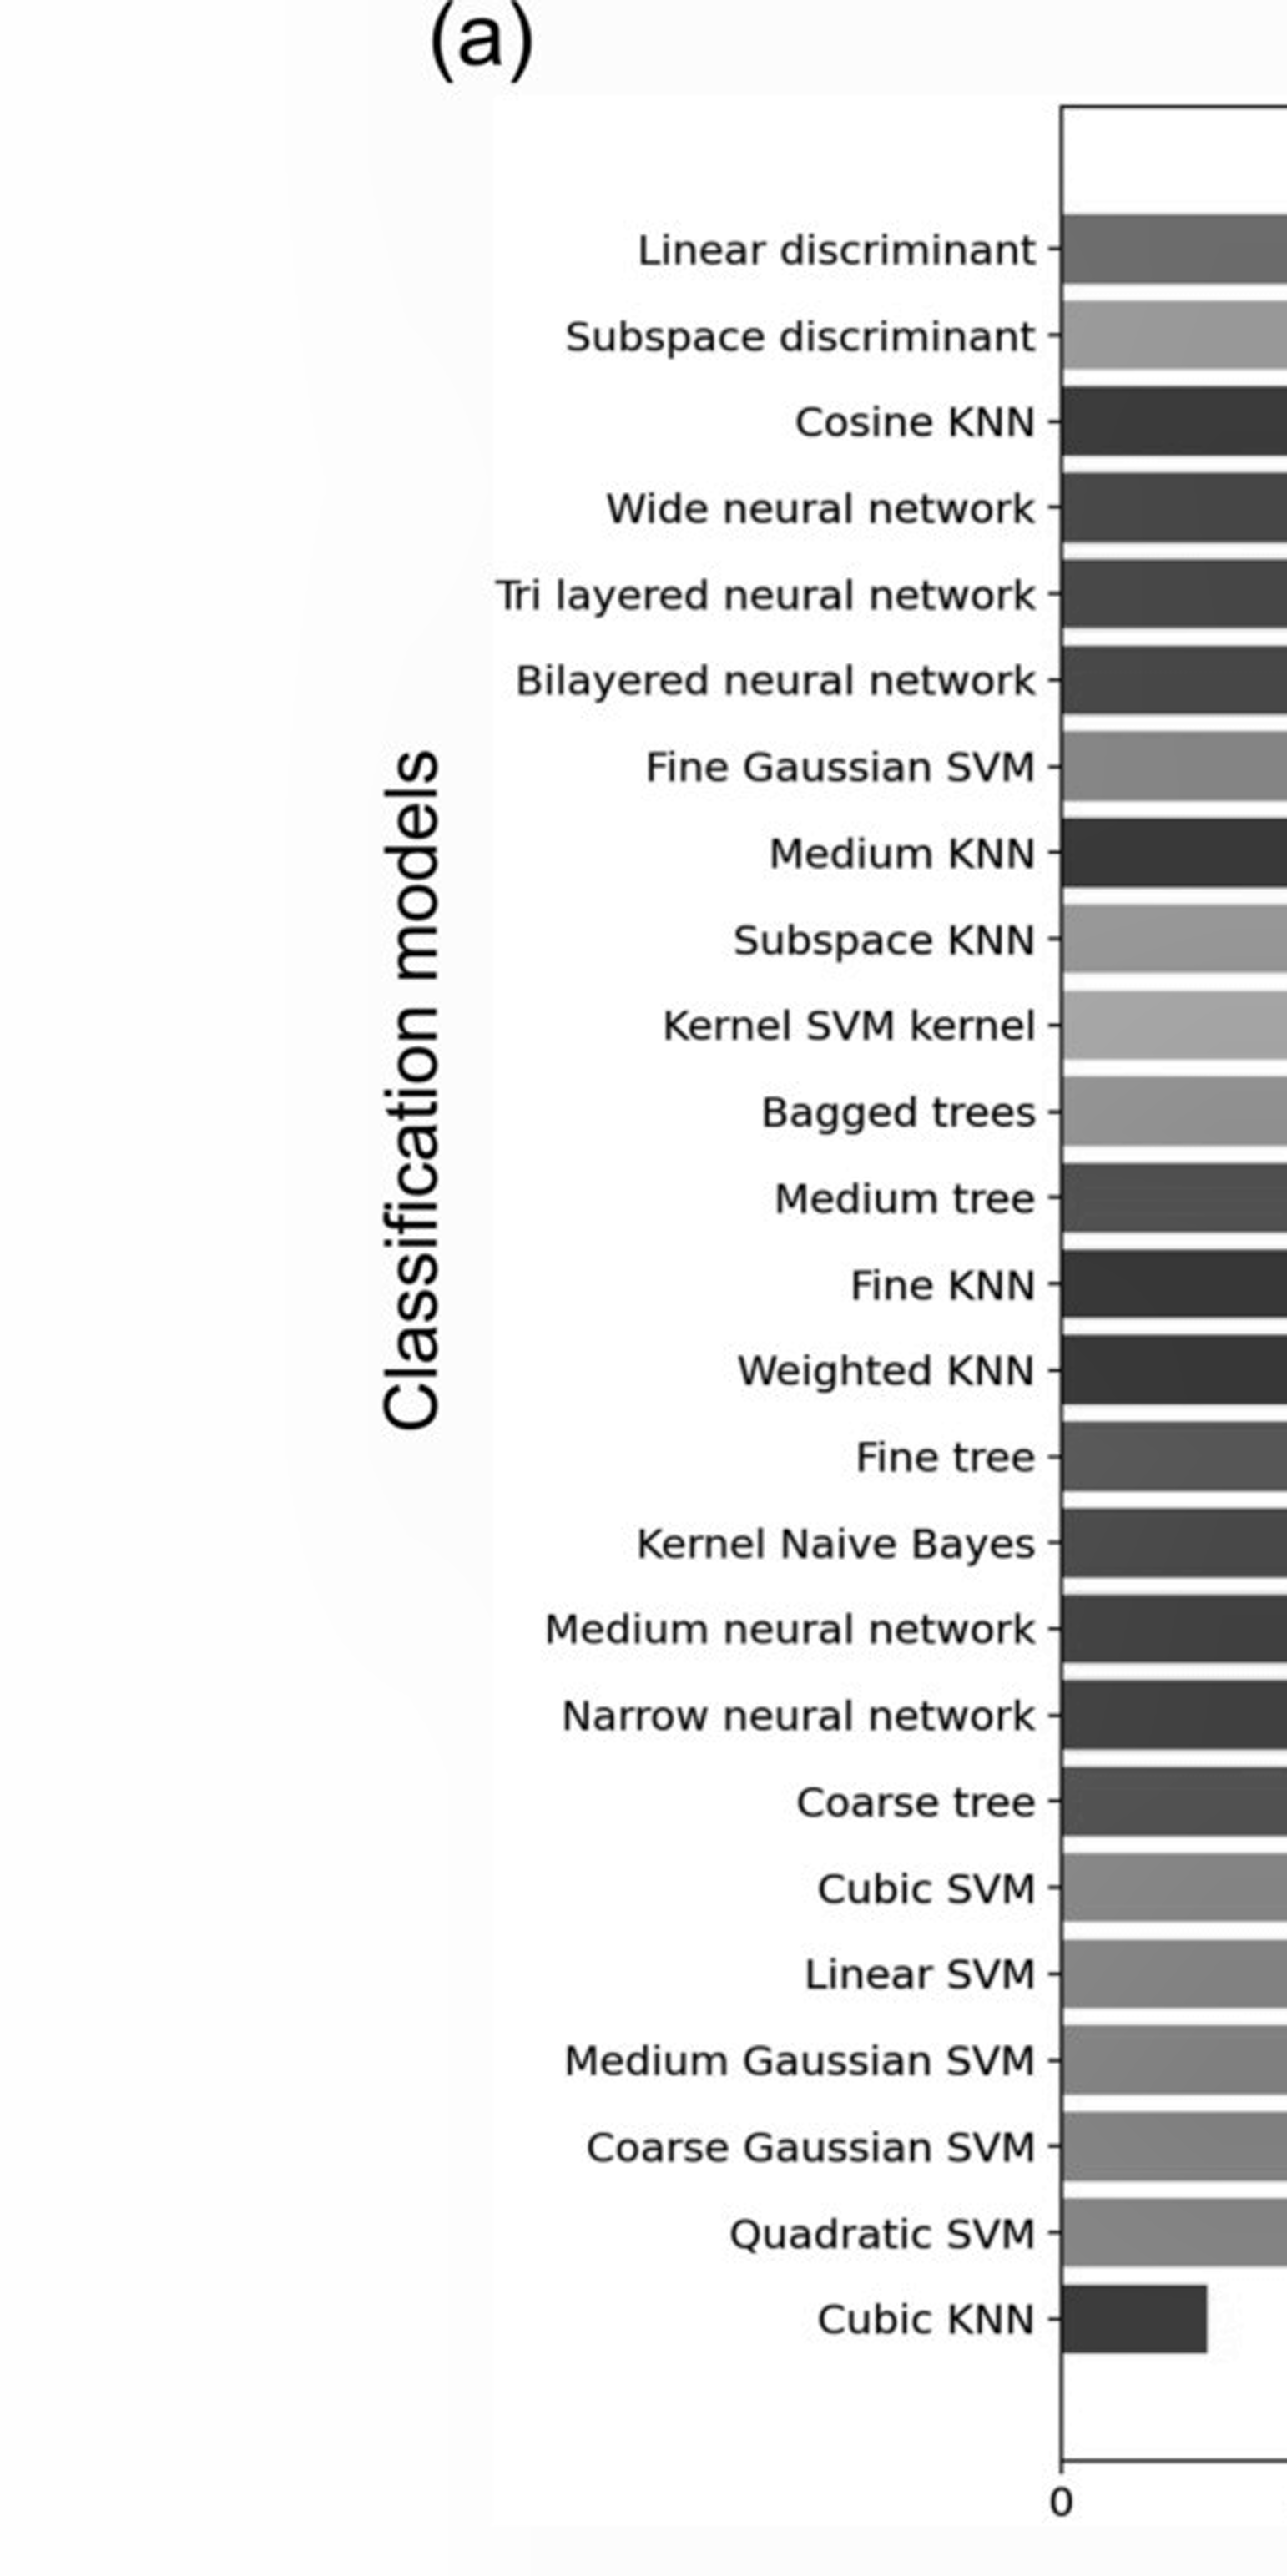 (a)
Classification models
Linear discriminant
Subspace discriminant
Cosine KNN
Wide neural network
Tri layered neural network
Bilayered neural network
Fine Gaussian SVM
Medium KNN
Subspace KNN
Kernel SVM kernel
Bagged trees
Medium tree
Fine KNN
Weighted KNN
Fine tree
Kernel Naive Bayes
Medium neural network
Narrow neural network
Coarse tree
Cubic SVM
Linear SVM
Medium Gaussian SVM
Coarse Gaussian SVM
Quadratic SVM
Cubic KNN
0